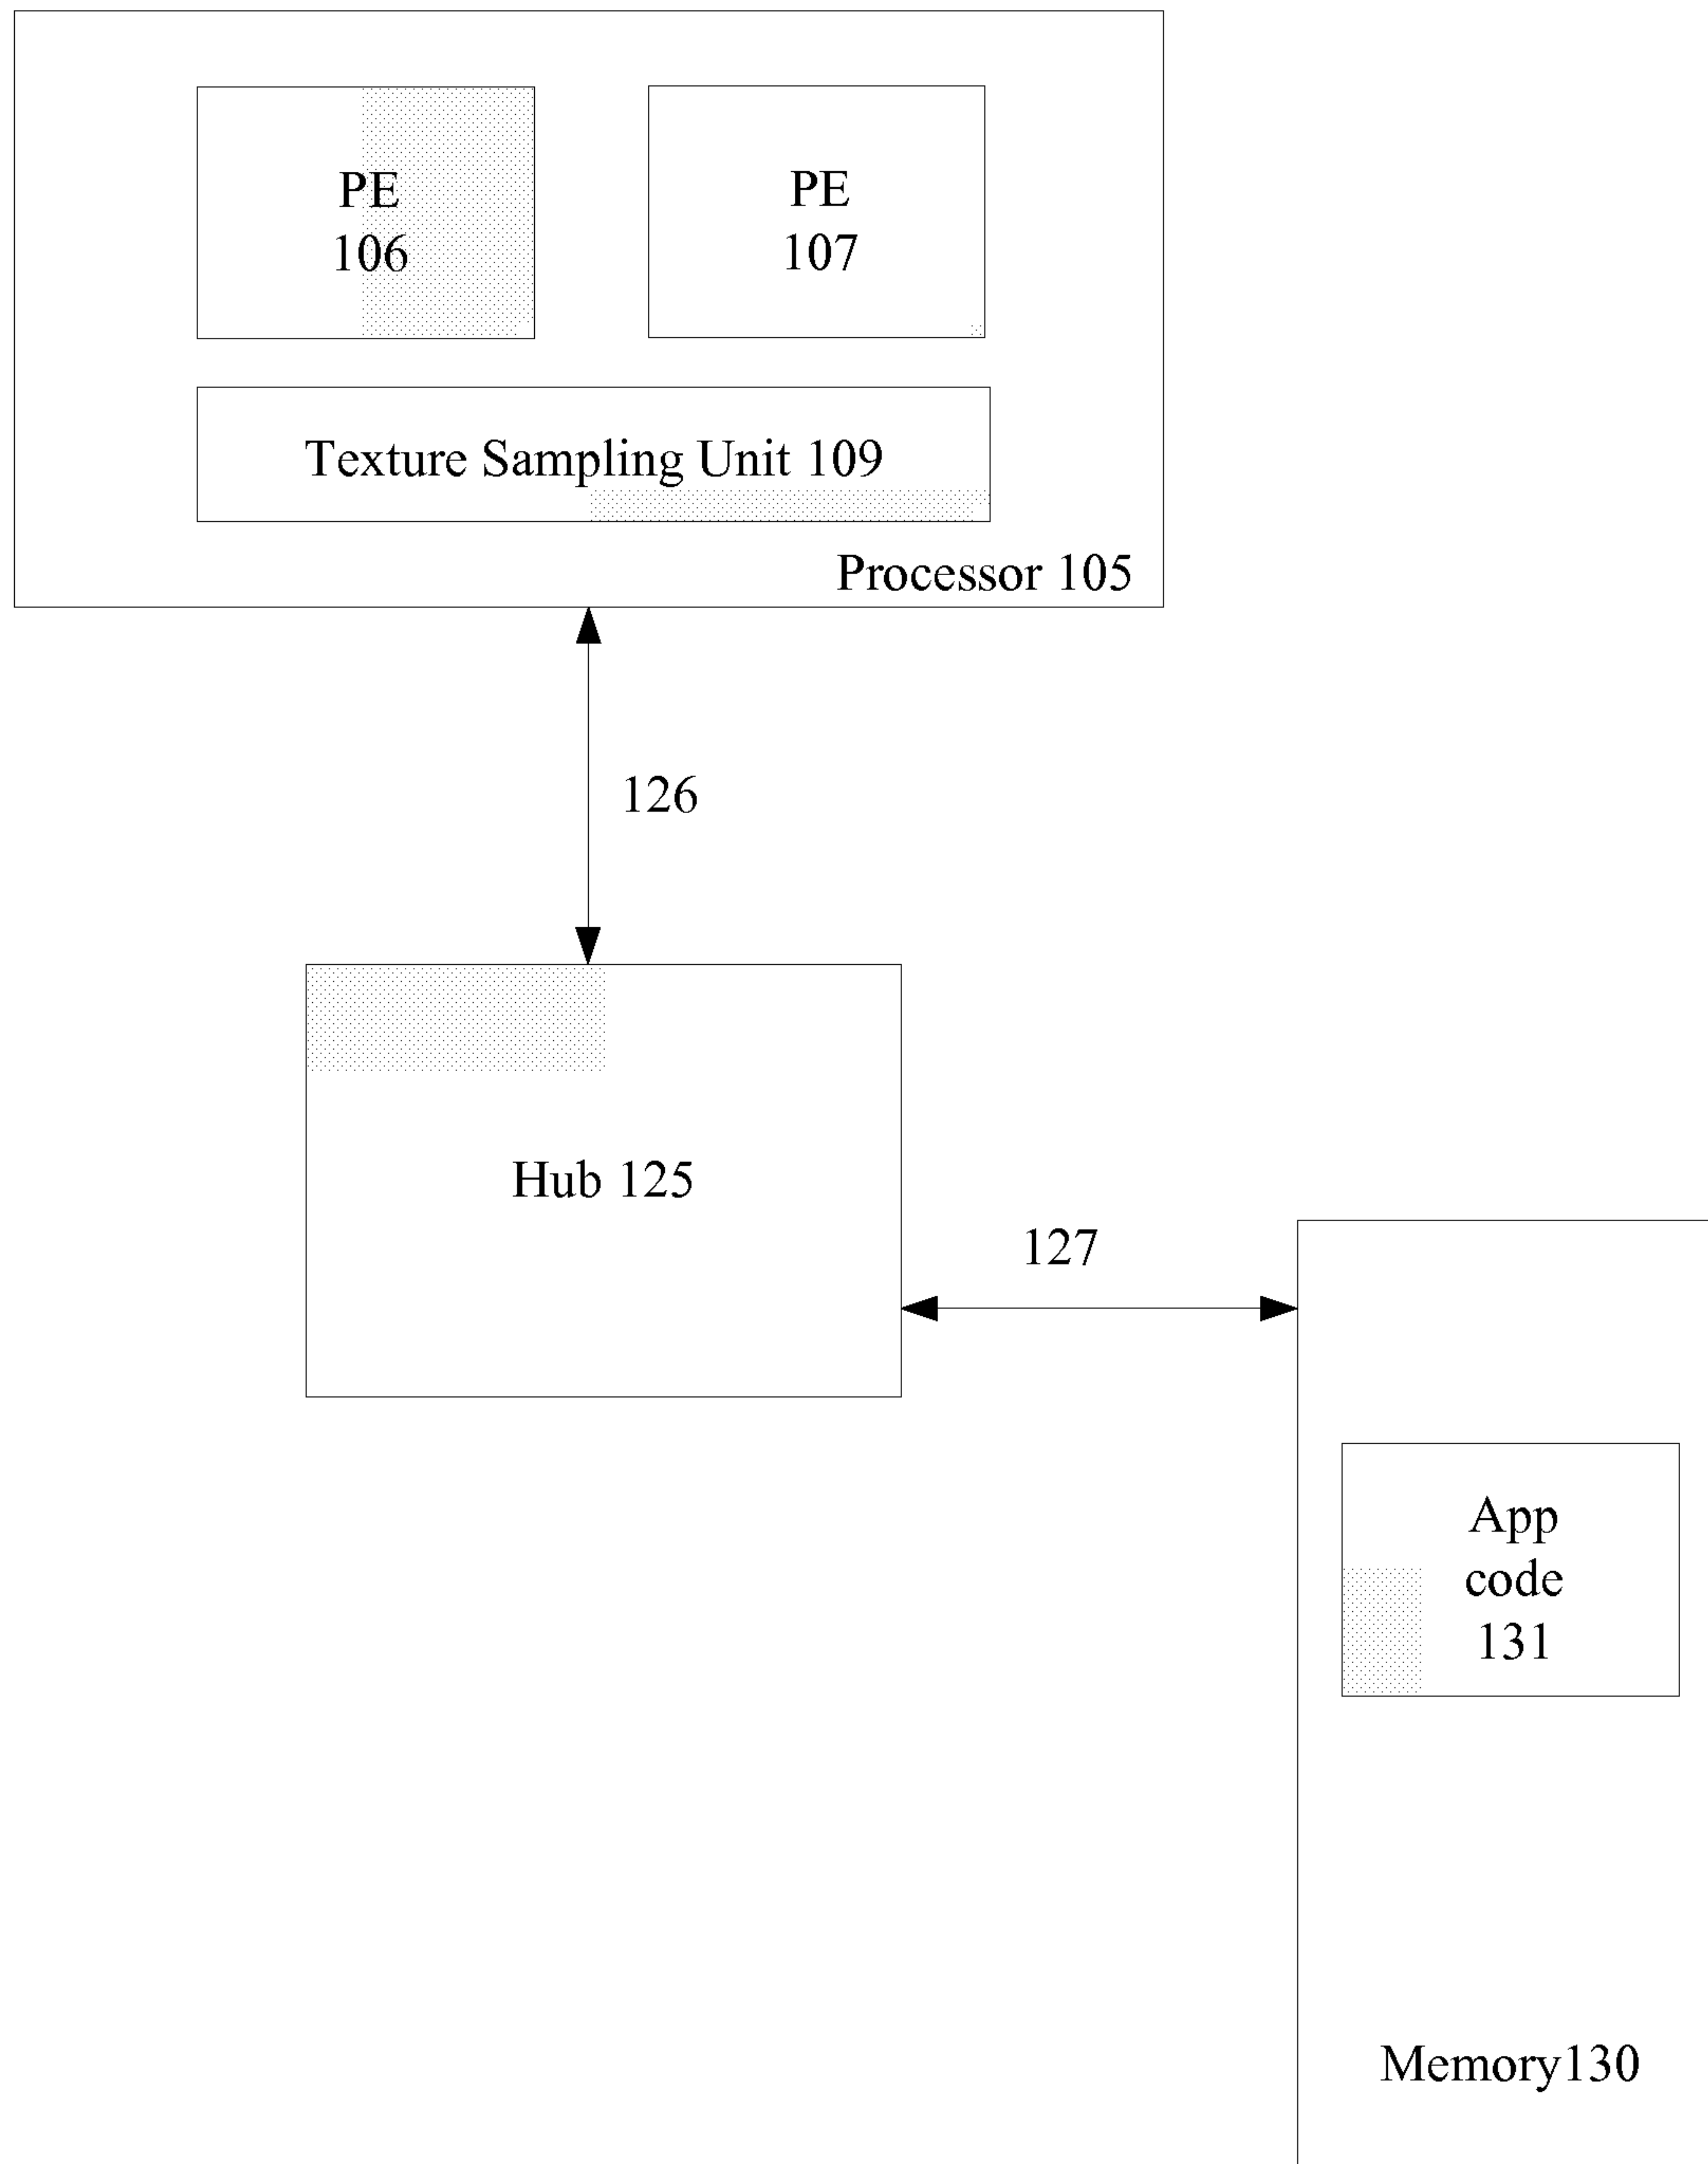 PE
106
PE
107
Texture Sampling Unit 109
Processor 105
126
Hub 125
127
App
code
131
Memory130